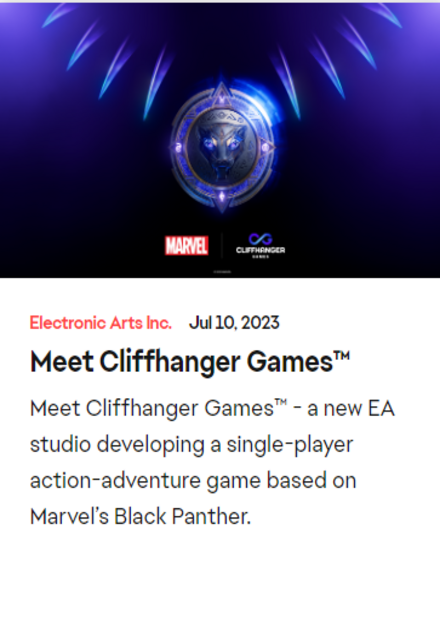 MARVEL
CLIFFHANGER
GAMES
Electronic Arts Inc. Jul 10, 2023
Meet Cliffhanger Games™
Meet Cliffhanger Games™ - a new EA
studio developing a single-player
action-adventure game based on
Marvel's Black Panther.